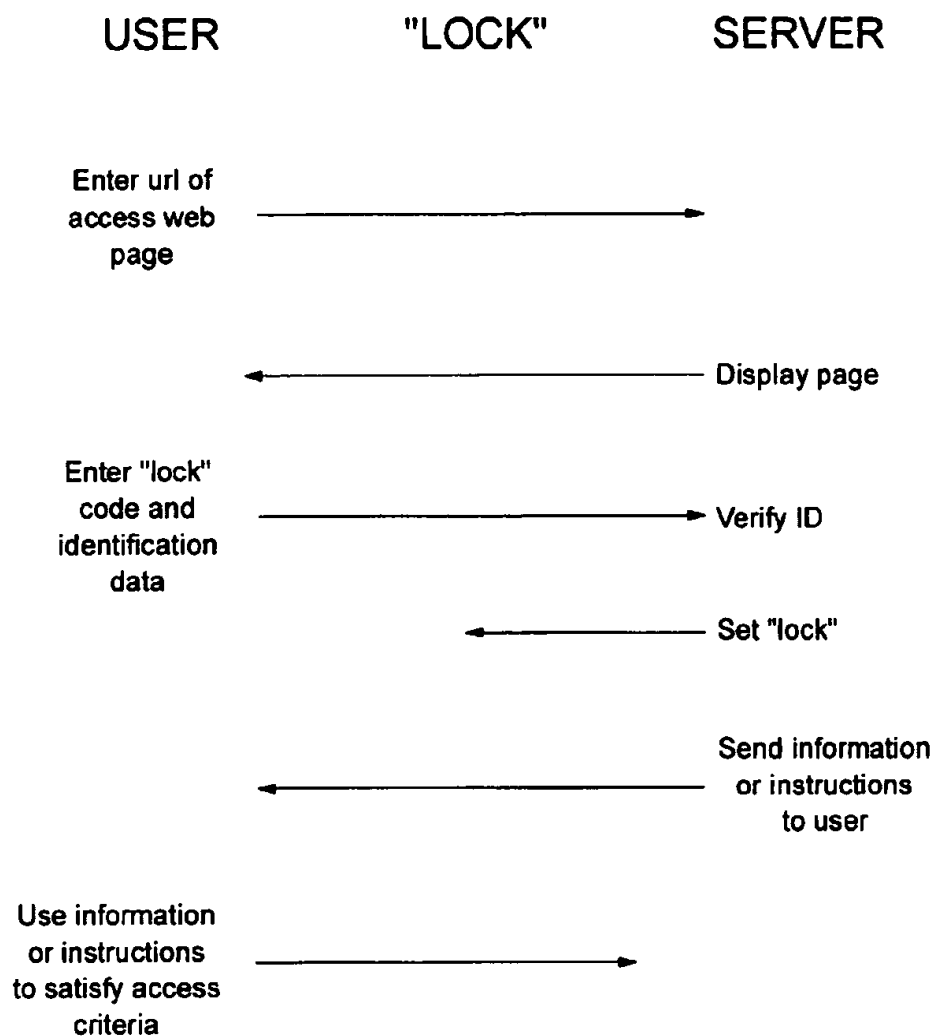 USER "LOCK" SERVER
Enter url of
access web
page
Display page
Enter "lock"
code and
identification
data
Verify ID
Set "lock"
Send information
or instructions
to user
Use information
or instructions
to satisfy access
criteria